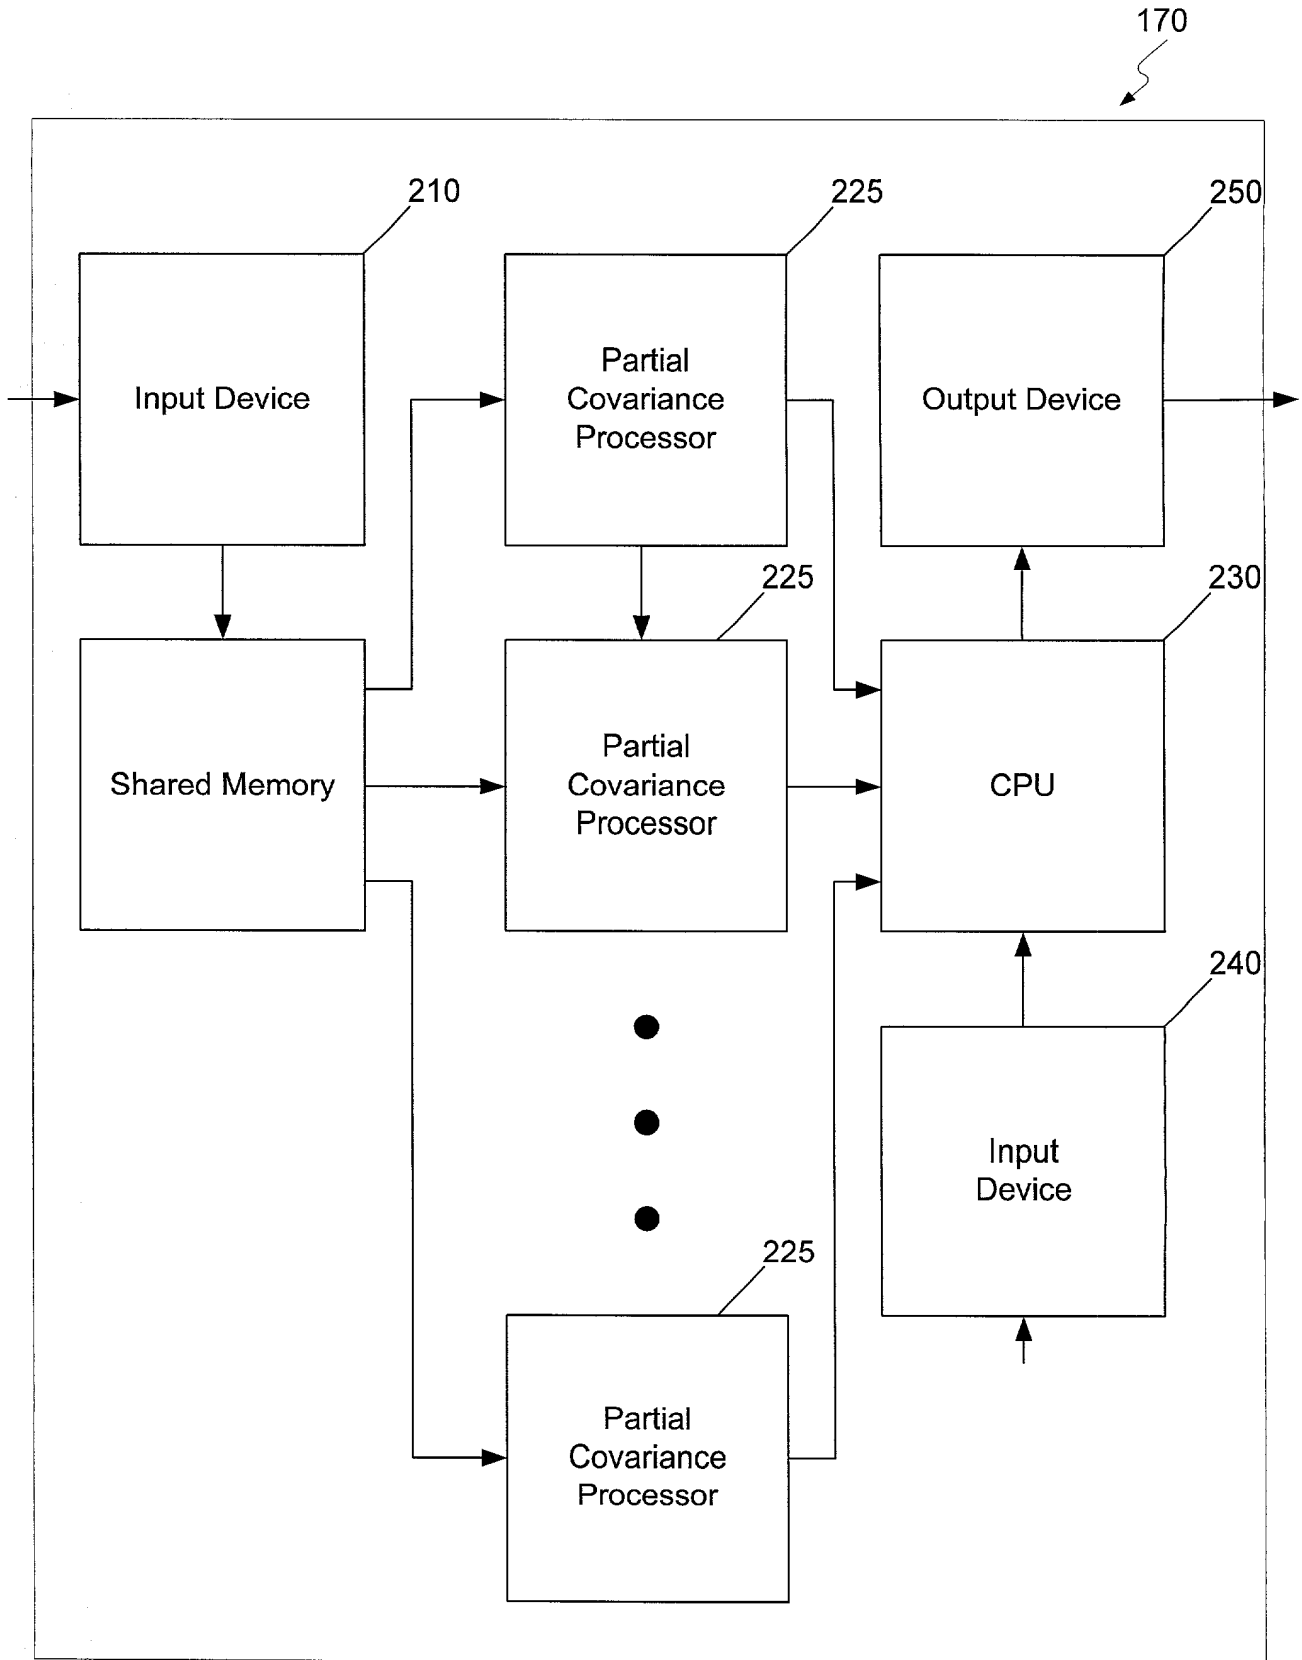 170
210
225
250
Input Device
Partial
Covariance
Processor
Output Device
225
230
Shared Memory
Partial
Covariance
Processor
CPU
240
Input
Device
225
Partial
Covariance
Processor